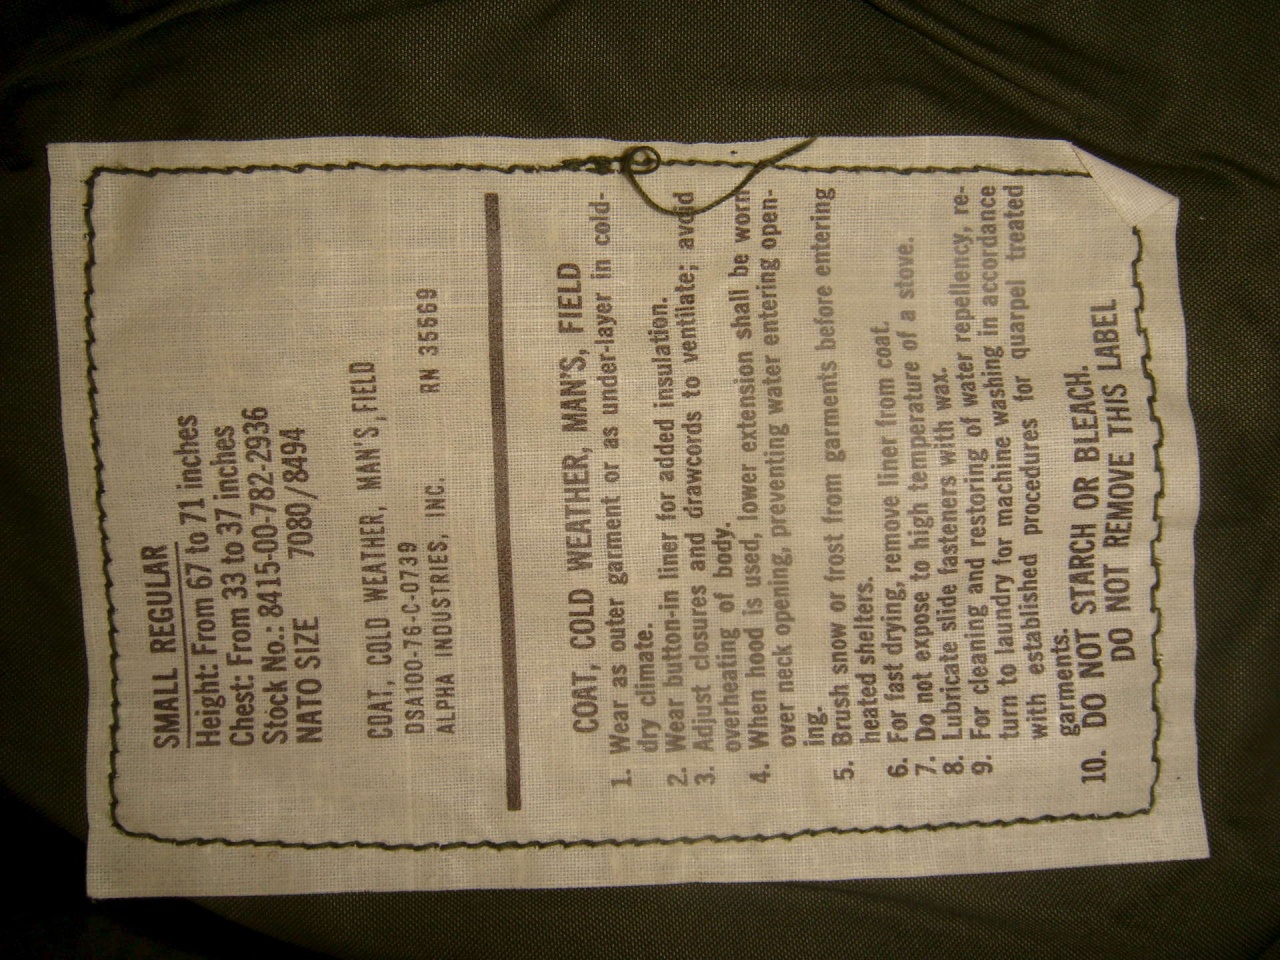 SMALL REGULAR
Height: From 67 to 71 inches
Chest: From 33 to 37 inches
Stock No.: 8415-00-782-2936
NATO SIZE 7080/8494
COAT, COLD WEATHER, MAN'S, FIELD
DSA100-76-C-0739
ALPHA INDUSTRIES, INC. RN 35669
COAT, COLD WEATHER, MAN'S, FIELD
1. Wear as outer garment or as under-layer in cold-
dry climate.
2. Wear button-in liner for added insulation.
3. Adjust closures and drawcords to ventilate; avoid
overheating of body.
4. When hood is used, lower extension shall be worn
over neck opening, preventing water entering open-
ing.
5. Brush snow or frost from garments before entering
heated shelters.
6. For fast drying, remove liner from coat.
7. Do not expose to high temperature of a stove.
8. Lubricate side fasteners with wax.
9. For cleaning and restoring of water repellency, re-
turn to laundry for machine washing in accordance
with established procedures for quarpel treated
garments.
10. DO NOT STARCH OR BLEACH.
DO NOT REMOVE THIS LABEL